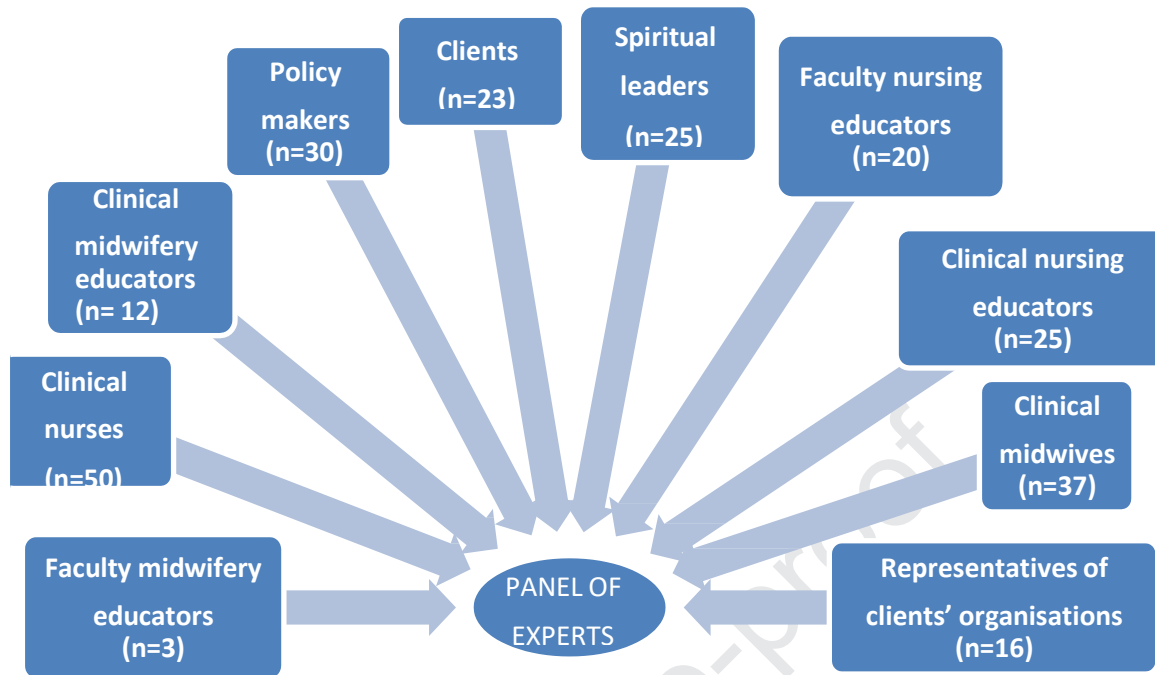 Policy
makers
(n=30)
Clients
(n=23)
Spiritual
leaders
(n=25)
Faculty nursing
educators
(n=20)
Clinical
midwifery
educators
(n= 12)
Clinical nursing
educators
(n=25)
Clinical
nurses
(n=50)
Clinical
midwives
(n=37)
Faculty midwifery
educators
(n=3)
PANEL OF
EXPERTS
Representatives of
clients’ organisations
(n=16)
e-proof